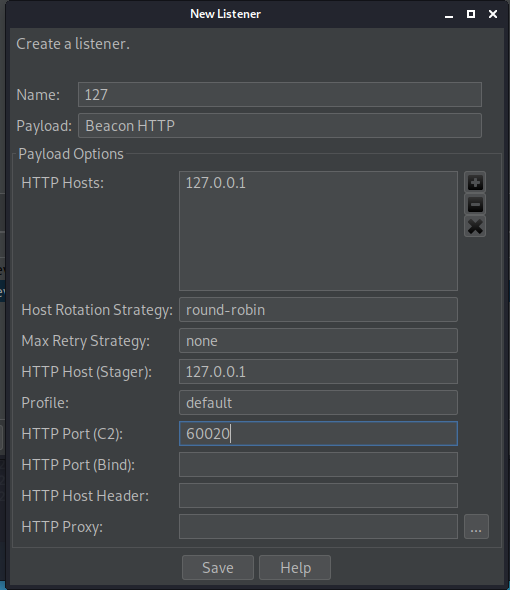 New Listener
Create a listener.
Name: 127
Payload: Beacon HTTP
Payload Options
HTTP Hosts: 127.0.0.1
Host Rotation Strategy: round-robin
Max Retry Strategy: none
HTTP Host (Stager): 127.0.0.1
Profile: default
HTTP Port (C2): 60020
HTTP Port (Bind):
HTTP Host Header:
HTTP Proxy: ...
Save Help